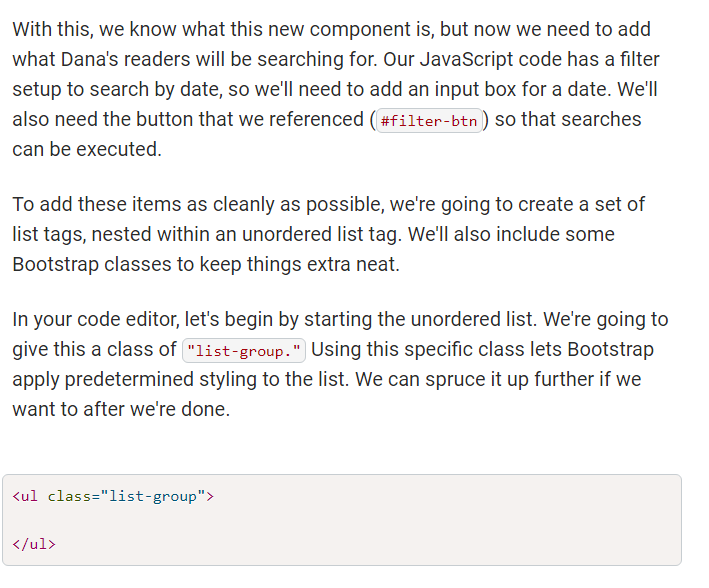 With this, we know what this new component is, but now we need to add
what Dana's readers will be searching for. Our JavaScript code has a filter
setup to search by date, so we'll need to add an input box for a date. We'll
also need the button that we referenced (#filter-btn) so that searches
can be executed.
To add these items as cleanly as possible, we're going to create a set of
list tags, nested within an unordered list tag. We'll also include some
Bootstrap classes to keep things extra neat.
In your code editor, let's begin by starting the unordered list. We're going to
give this a class of "list-group." Using this specific class lets Bootstrap
apply predetermined styling to the list. We can spruce it up further if we
want to after we're done.
<ul class="list-group">
</ul>